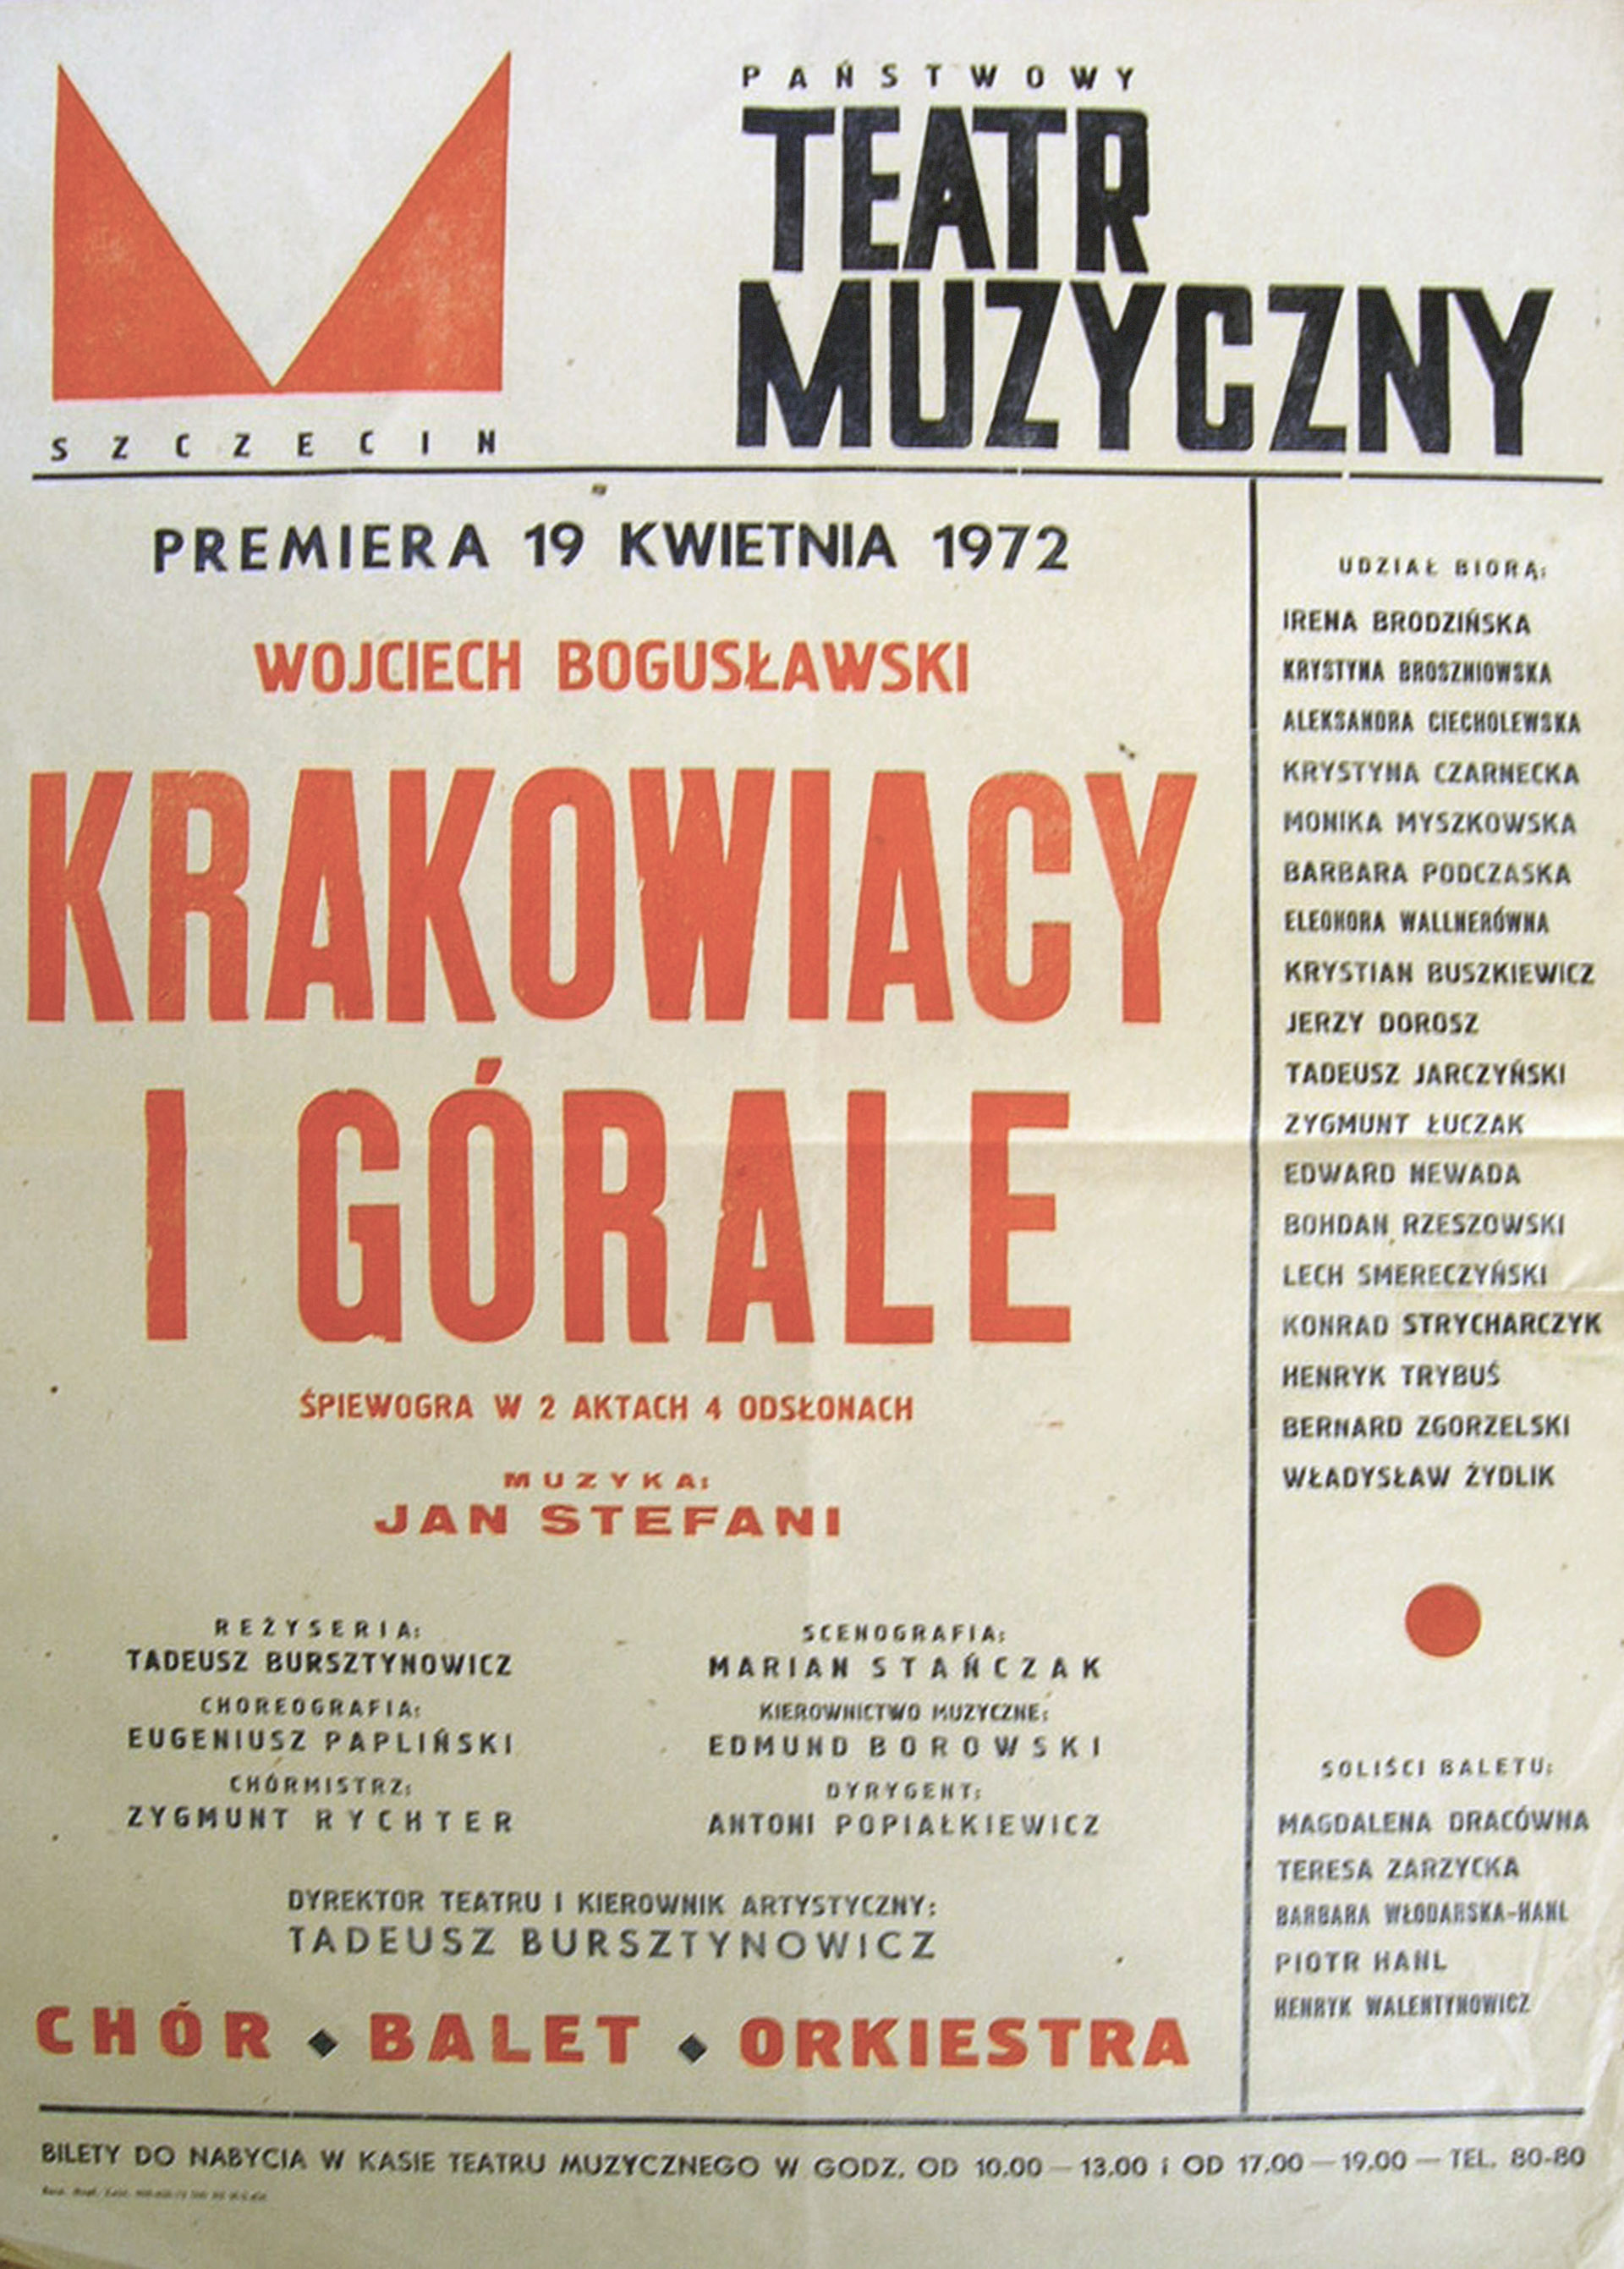 PAŃSTWOWY
TEATR
MUZYCZNY
SZCZECIN
PREMIERA 19 KWIETNIA 1972
WOJCIECH BOGUSŁAWSKI
KRAKOWIACY
I GÓRALE
ŚPIEWOGRA W 2 AKTACH 4 ODSŁONACH
MUZYKA:
JAN STEFANI
REŻYSERIA:
TADEUSZ BURSZTYNOWICZ
CHOREOGRAFIA:
EUGENIUSZ PAPLIŃSKI
CHÓRMISTRZ:
ZYGMUNT RYCHTER
SCENOGRAFIA:
MARIAN STAŃCZAK
KIEROWNICTWO MUZYCZNE:
EDMUND BOROWSKI
DYRYGENT:
ANTONI POPIAŁKIEWICZ
DYREKTOR TEATRU I KIEROWNIK ARTYSTYCZNY:
TADEUSZ BURSZTYNOWICZ
CHÓR ◆ BALET ◆ ORKIESTRA
UDZIAŁ BIORĄ:
IRENA BRODZIŃSKA
KRYSTYNA BROSZNIOWSKA
ALEKSANDRA CIECHOLEWSKA
KRYSTYNA CZARNECKA
MONIKA MYSZKOWSKA
BARBARA PODCZASKA
ELEONORA WALLNERÓWNA
KRYSTIAN BUSZKIEWICZ
JERZY DOROSZ
TADEUSZ JARCZYŃSKI
ZYGMUNT ŁUCZAK
EDWARD NEWADA
BOHDAN RZESZOWSKI
LECH SMERECZYŃSKI
KONRAD STRYCHARCZYK
HENRYK TRYBUŚ
BERNARD ZGORZELSKI
WŁADYSŁAW ŻYDLIK
SOLIŚCI BALETU:
MAGDALENA DRACÓWNA
TERESA ZARZYCKA
BARBARA WŁODARSKA-HANL
PIOTR HANL
HENRYK WALENTYNOWICZ
BILETY DO NABYCIA W KASIE TEATRU MUZYCZNEGO W GODZ. OD 10.00 — 13.00 i OD 17.00 — 19.00 — TEL. 80-80